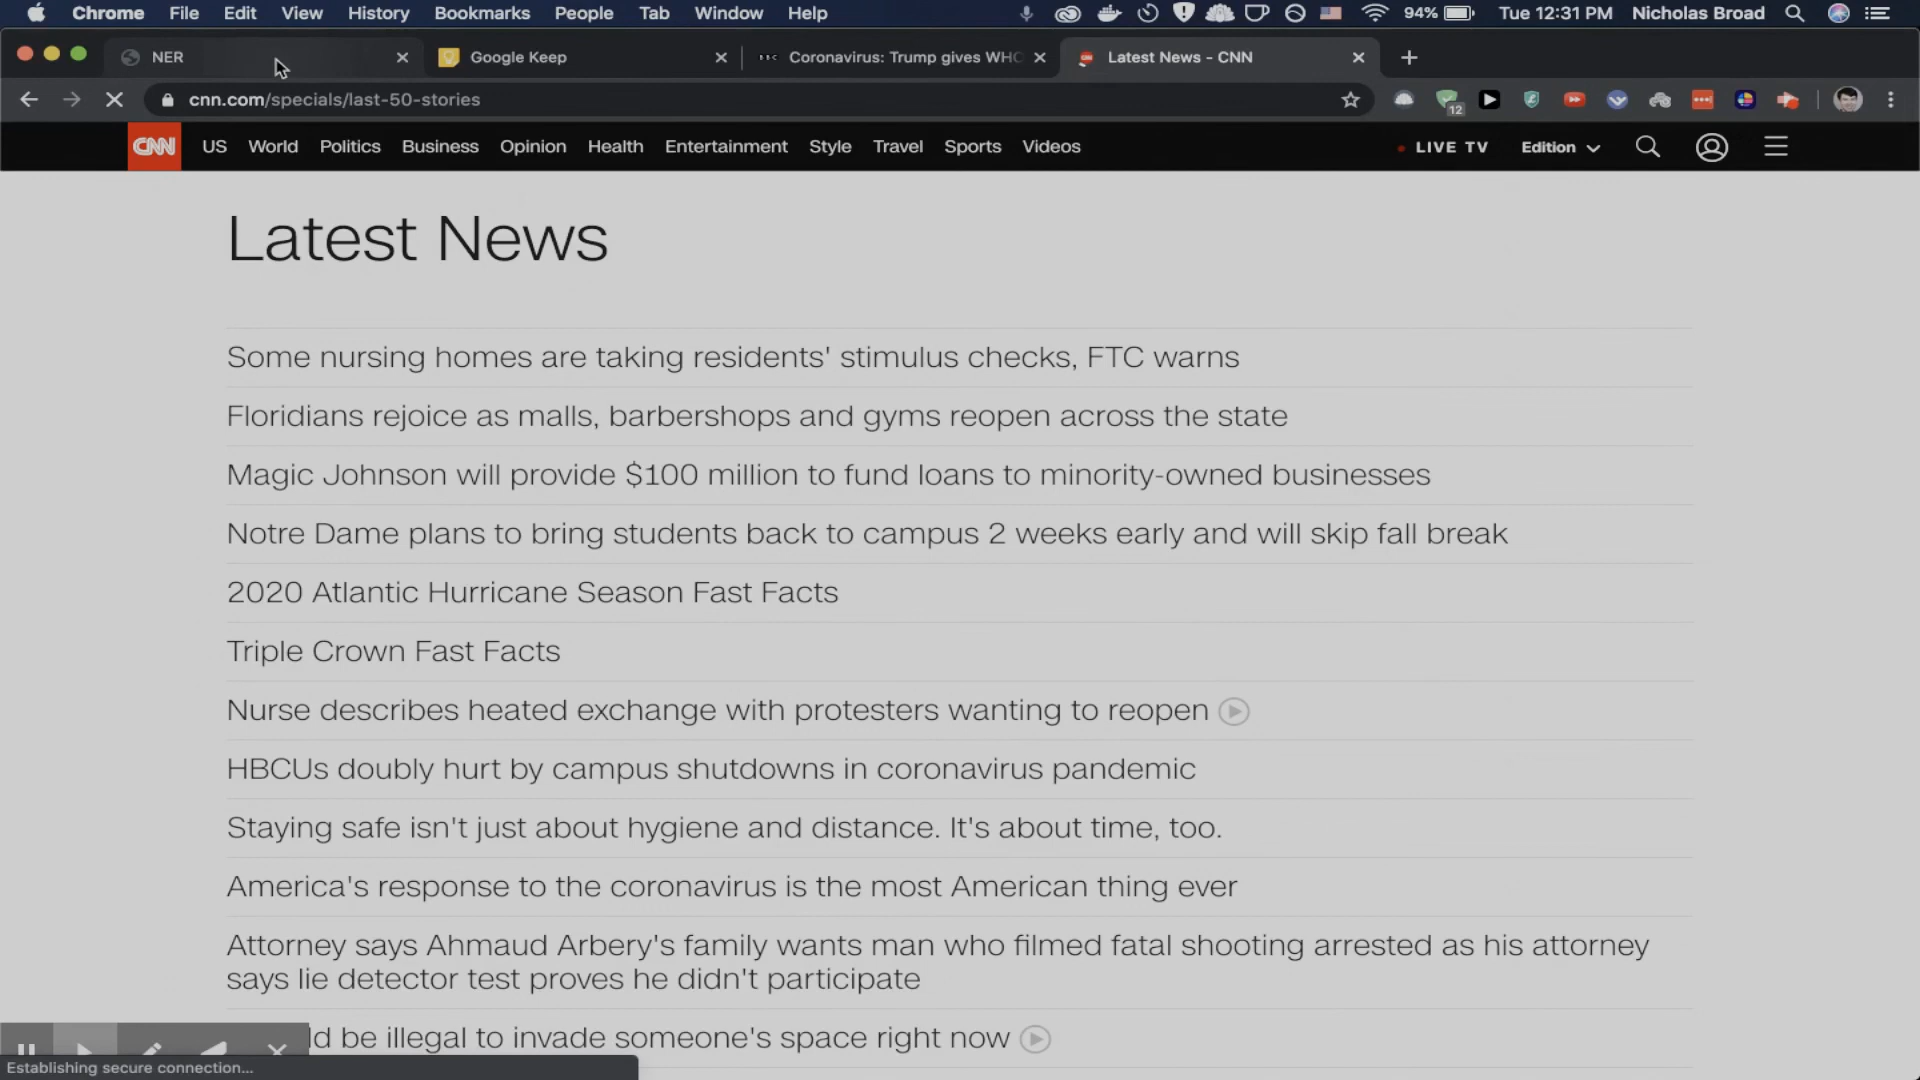 Chrome File Edit View History Bookmarks People Tab Window Help 94% Tue 12:31 PM Nicholas Broad
NER Google Keep Coronavirus: Trump gives WHO Latest News - CNN
cnn.com/specials/last-50-stories 12
CNN US World Politics Business Opinion Health Entertainment Style Travel Sports Videos LIVE TV Edition
Latest News
Some nursing homes are taking residents' stimulus checks, FTC warns
Floridians rejoice as malls, barbershops and gyms reopen across the state
Magic Johnson will provide $100 million to fund loans to minority-owned businesses
Notre Dame plans to bring students back to campus 2 weeks early and will skip fall break
2020 Atlantic Hurricane Season Fast Facts
Triple Crown Fast Facts
Nurse describes heated exchange with protesters wanting to reopen
HBCUs doubly hurt by campus shutdowns in coronavirus pandemic
Staying safe isn't just about hygiene and distance. It's about time, too.
America's response to the coronavirus is the most American thing ever
Attorney says Ahmaud Arbery's family wants man who filmed fatal shooting arrested as his attorney
says lie detector test proves he didn't participate
ld be illegal to invade someone's space right now
Establishing secure connection...